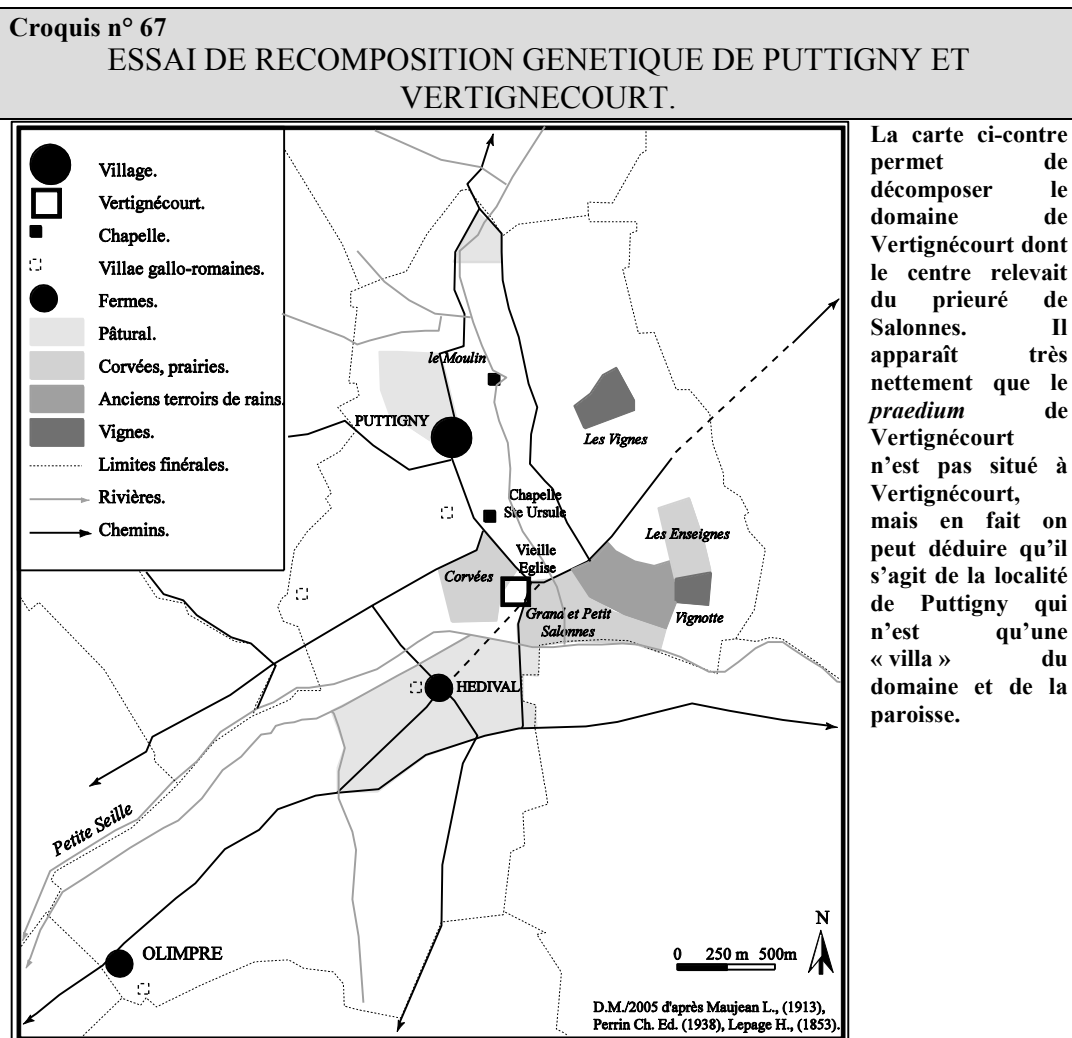 Croquis n° 67
ESSAI DE RECOMPOSITION GENETIQUE DE PUTTIGNY ET
VERTIGNECOURT.
Village.
Vertignécourt.
Chapelle.
Villae gallo-romaines.
Fermes.
Pâtural.
Corvées, prairies.
Anciens terroirs de rains.
Vignes.
Limites finérales.
Rivières.
Chemins.
le Moulin
PUTTIGNY
Les Vignes
Chapelle
Ste Ursule
Vieille
Eglise
Les Enseignes
Corvées
Grand et Petit
Salonnes
Vignotte
HEDIVAL
Petite Seille
OLIMPRE
N
0 250 m 500m
D.M./2005 d'après Maujean L., (1913),
Perrin Ch. Ed. (1938), Lepage H., (1853).
La carte ci-contre
permet de
décomposer le
domaine de
Vertignécourt dont
le centre relevait
du prieuré de
Salonnes. Il
apparaît très
nettement que le
praedium de
Vertignécourt
n'est pas situé à
Vertignécourt,
mais en fait on
peut déduire qu'il
s'agit de la localité
de Puttigny qui
n'est qu'une
« villa » du
domaine et de la
paroisse.